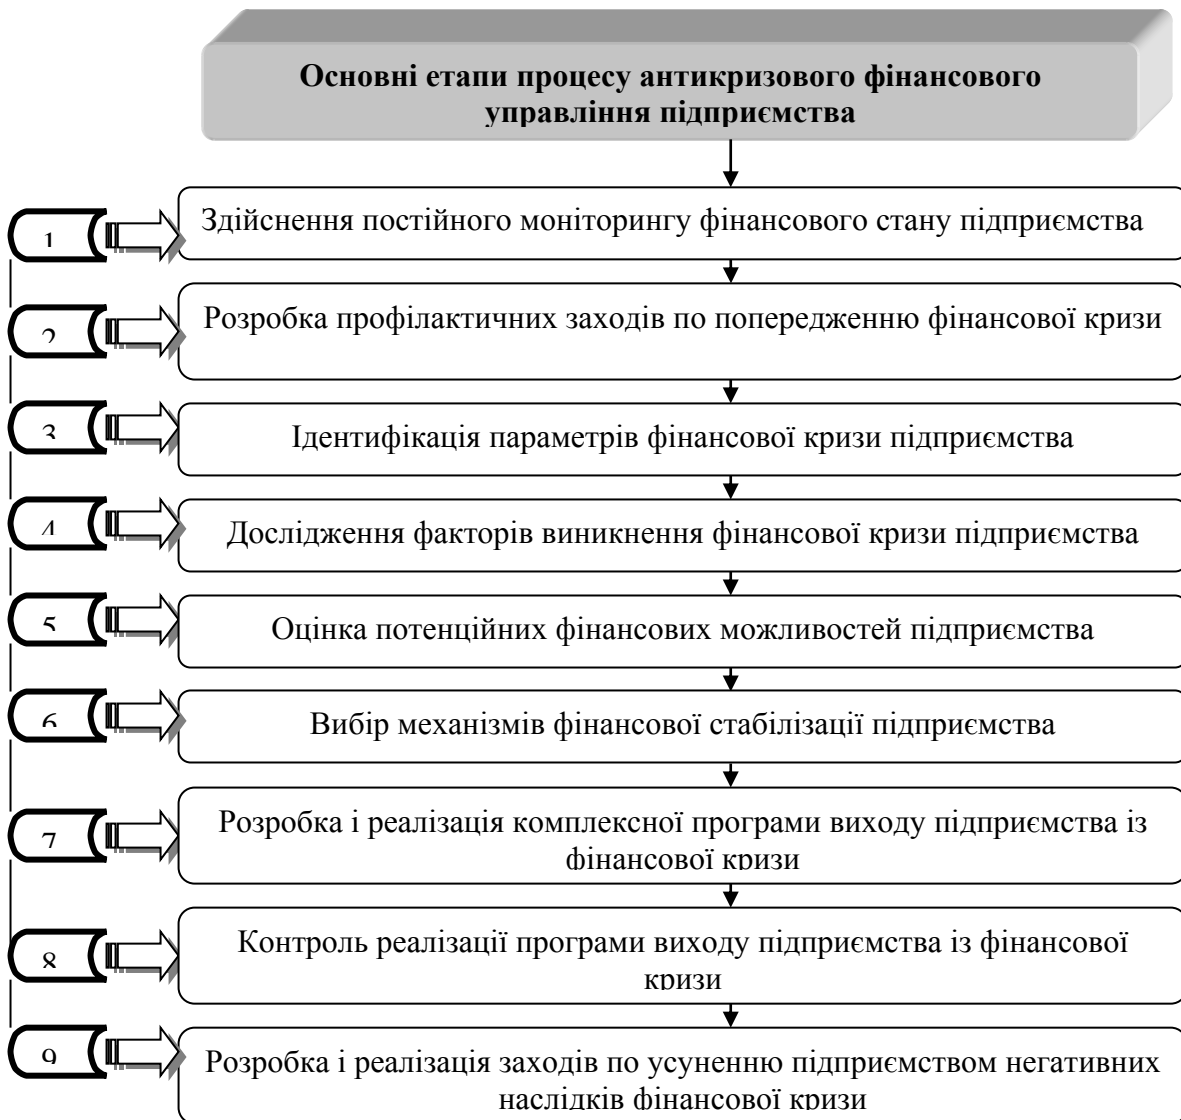 Основні етапи процесу антикризового фінансового
управління підприємства
1
Здійснення постійного моніторингу фінансового стану підприємства
2
Розробка профілактичних заходів по попередженню фінансової кризи
3
Ідентифікація параметрів фінансової кризи підприємства
4
Дослідження факторів виникнення фінансової кризи підприємства
5
Оцінка потенційних фінансових можливостей підприємства
6
Вибір механізмів фінансової стабілізації підприємства
7
Розробка і реалізація комплексної програми виходу підприємства із
фінансової кризи
8
Контроль реалізації програми виходу підприємства із фінансової
кризи
9
Розробка і реалізація заходів по усуненню підприємством негативних
наслідків фінансової кризи